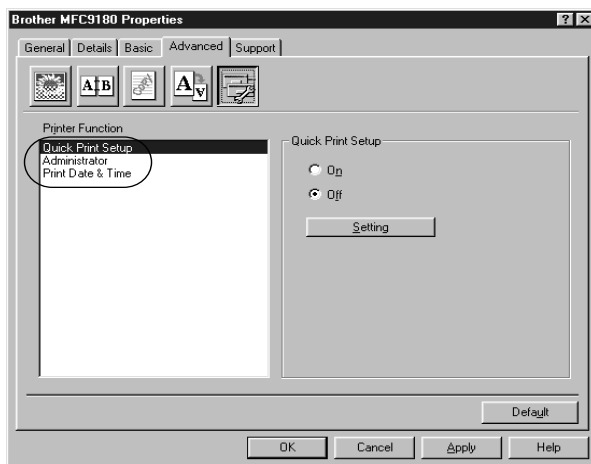 Brother MFC9180 Properties
General Details Basic Advanced Support
A B A v
Printer Function
Quick Print Setup
Administrator
Print Date & Time
Quick Print Setup
On
Off
Setting
Default
OK Cancel Apply Help